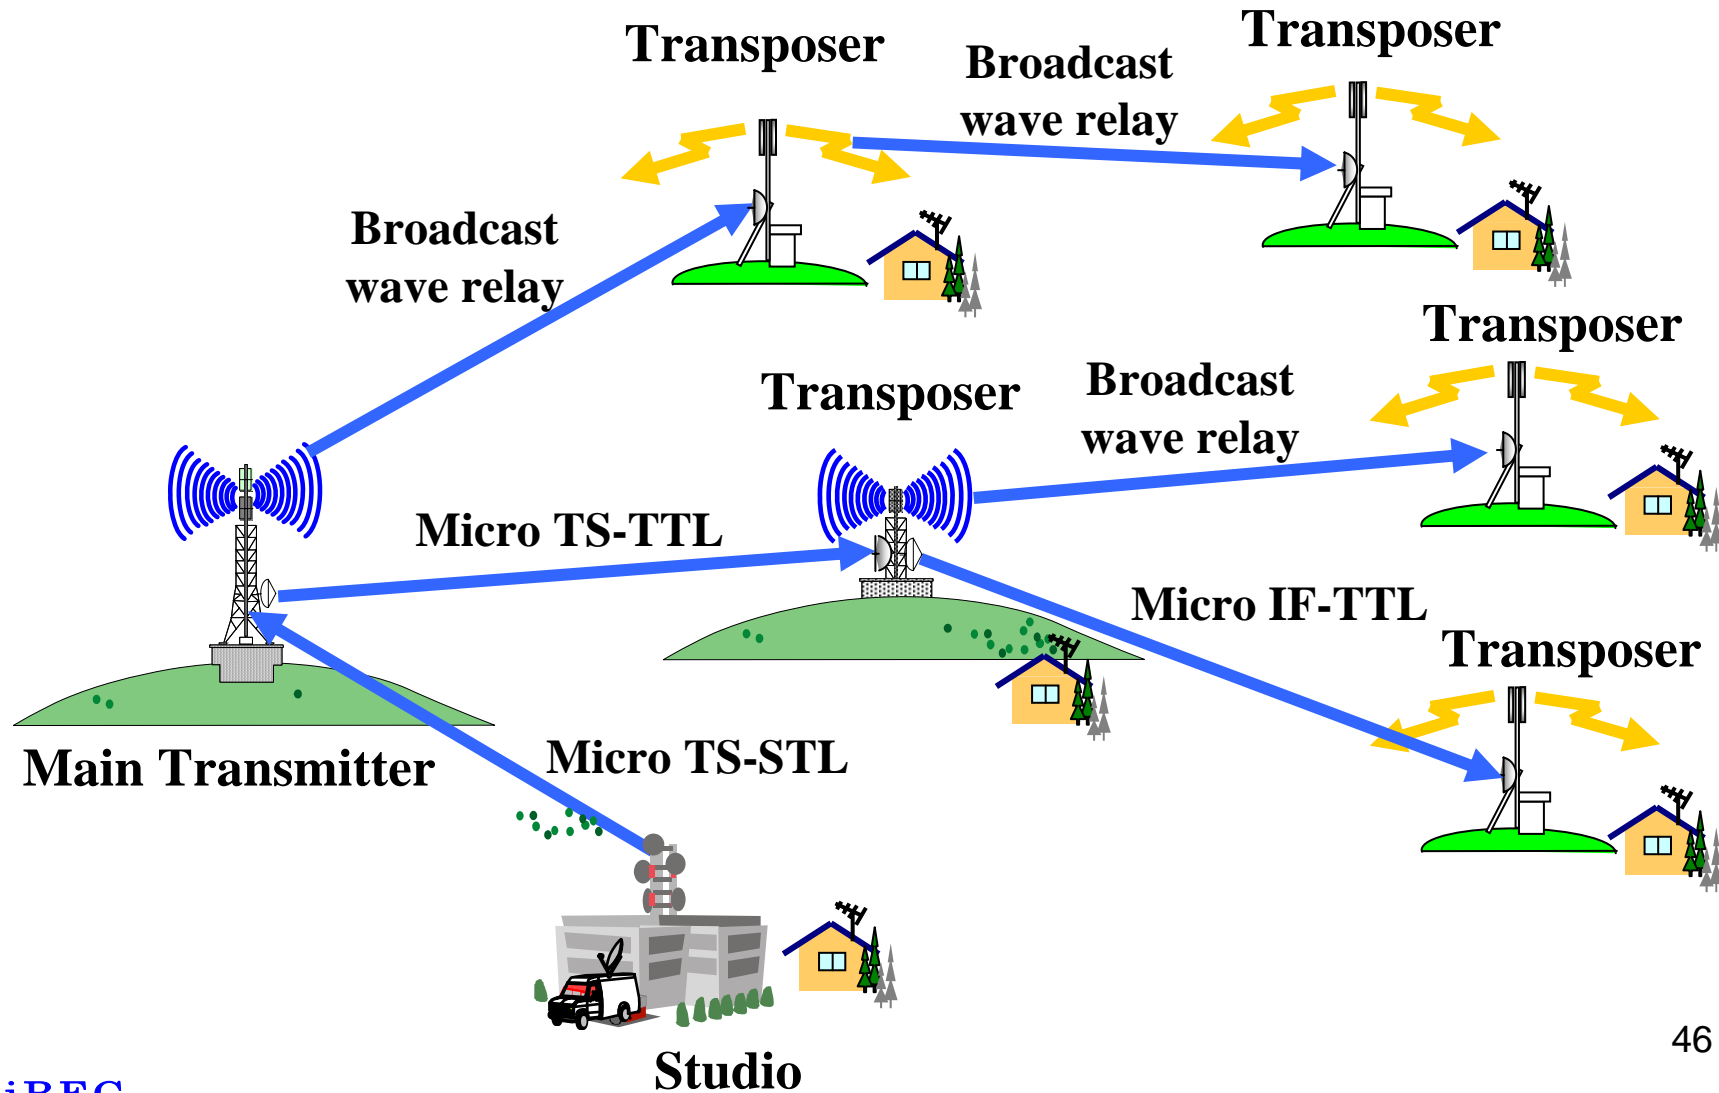 Transposer
Transposer
Broadcast
wave relay
Broadcast
wave relay
Transposer
Transposer
Broadcast
wave relay
Micro TS-TTL
Micro IF-TTL
Transposer
Main Transmitter
Micro TS-STL
Studio
46